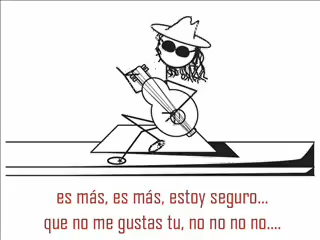 es más, es más, estoy seguro...
que no me gustas tu, no no no no....